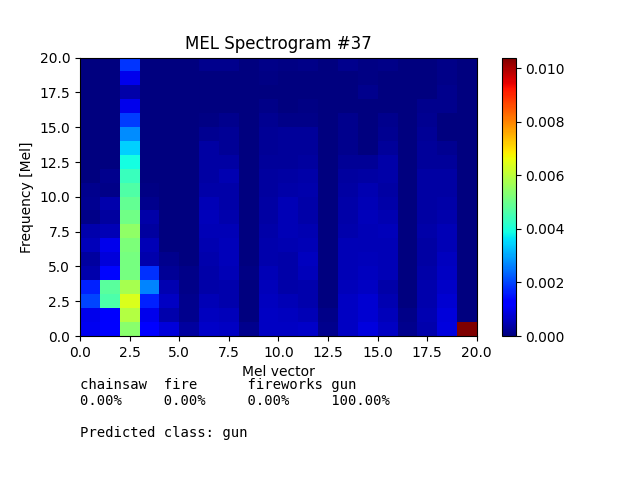 MEL Spectrogram #37
Frequency [Mel]
20.0
17.5
15.0
12.5
10.0
7.5
5.0
2.5
0.0
0.0 2.5 5.0 7.5 10.0 12.5 15.0 17.5 20.0
Mel vector
0.010
0.008
0.006
0.004
0.002
0.000
chainsaw fire fireworks gun
0.00% 0.00% 0.00% 100.00%
Predicted class: gun